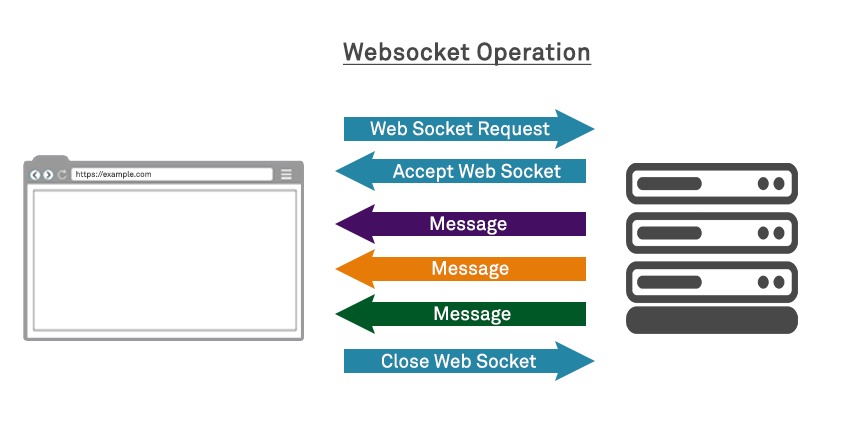 Websocket Operation
Web Socket Request
https://example.com
Accept Web Socket
Message
Message
Message
Close Web Socket